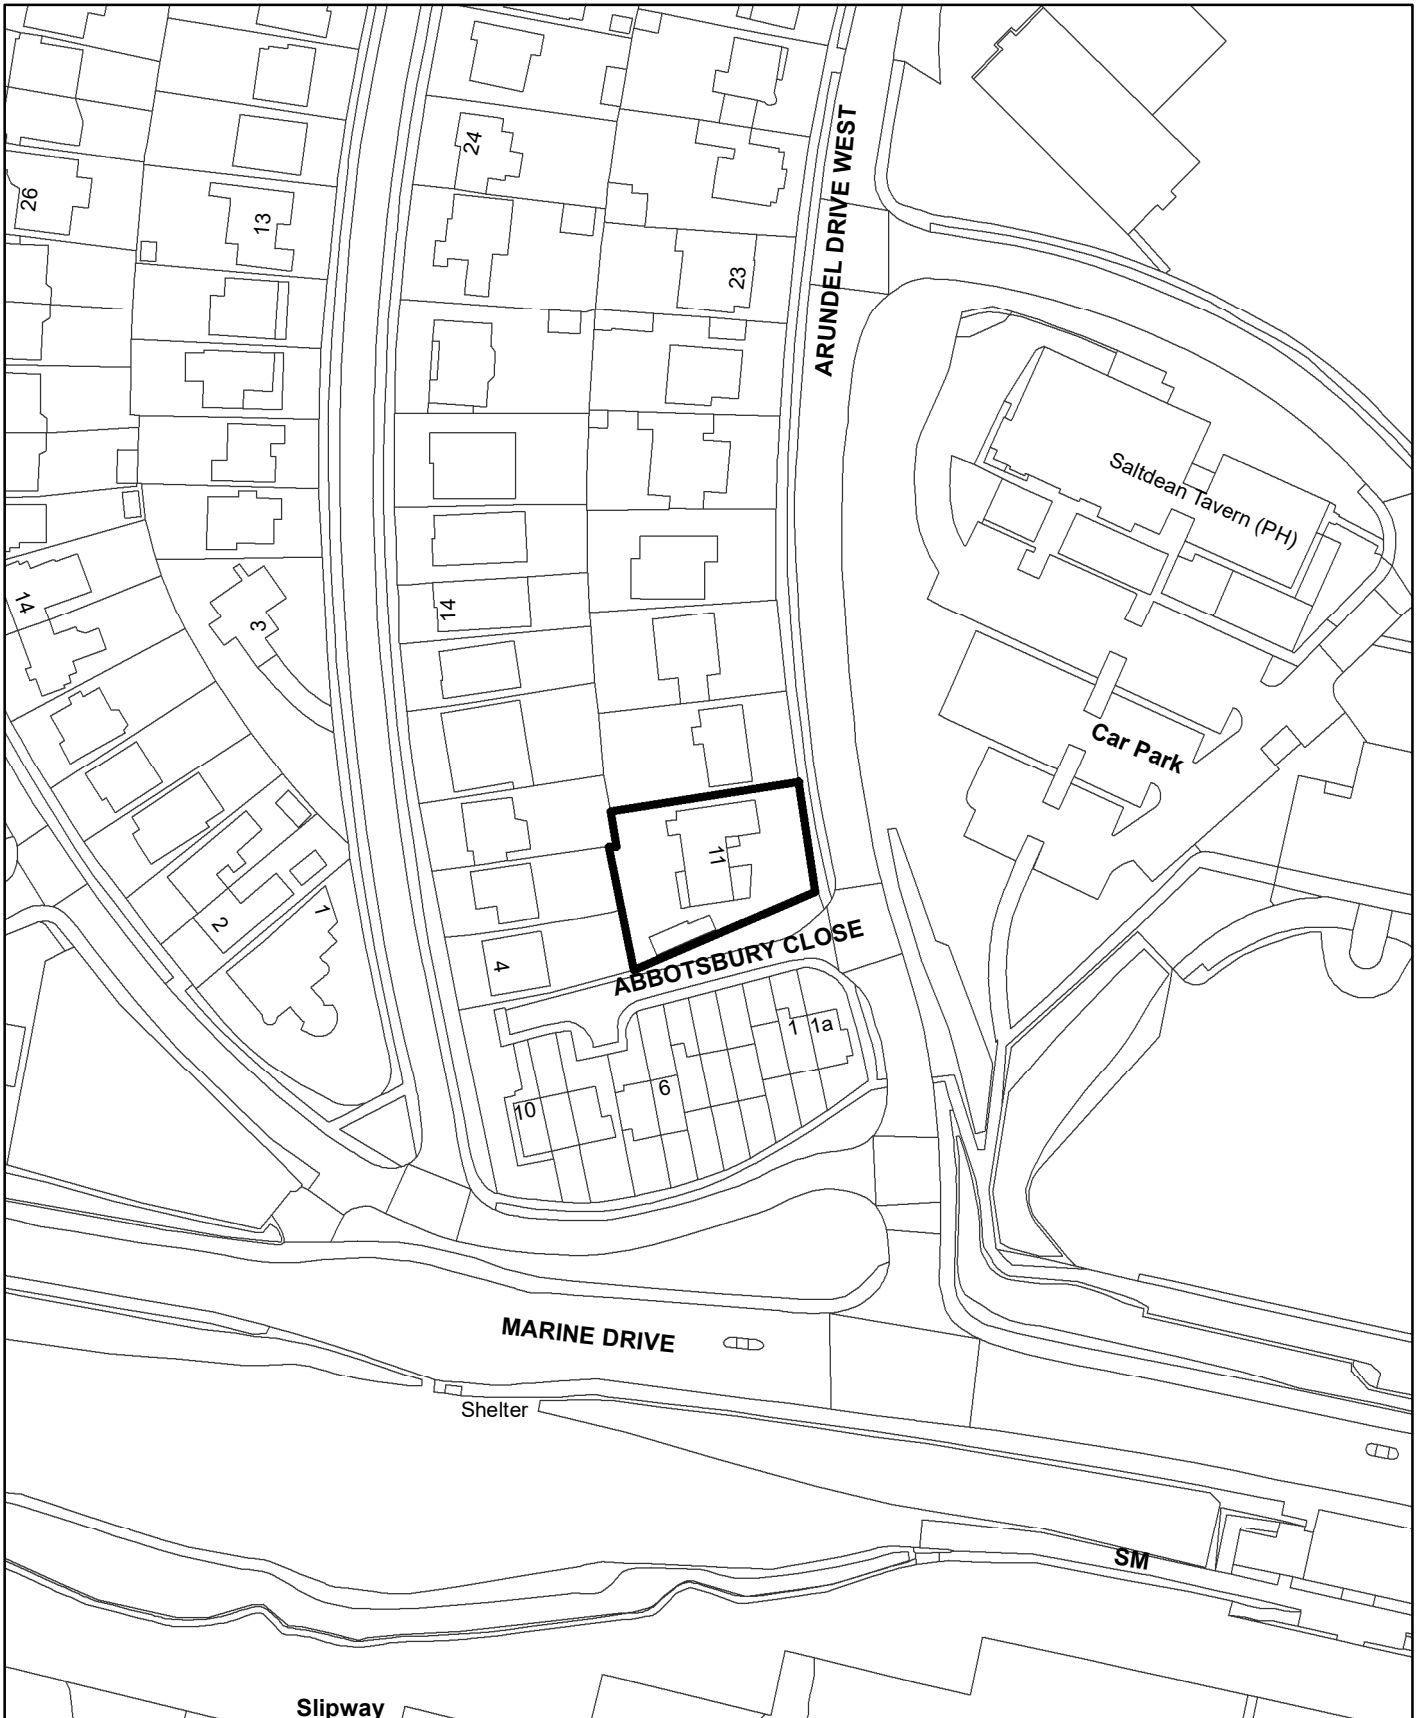 24
ARUNDEL DRIVE WEST
26
13
23
Saltdean Tavern (PH)
14
14
3
Car Park
11
2
1
ABBOTSBURY CLOSE
4
1
1a
6
10
MARINE DRIVE
Shelter
SM
Slipway